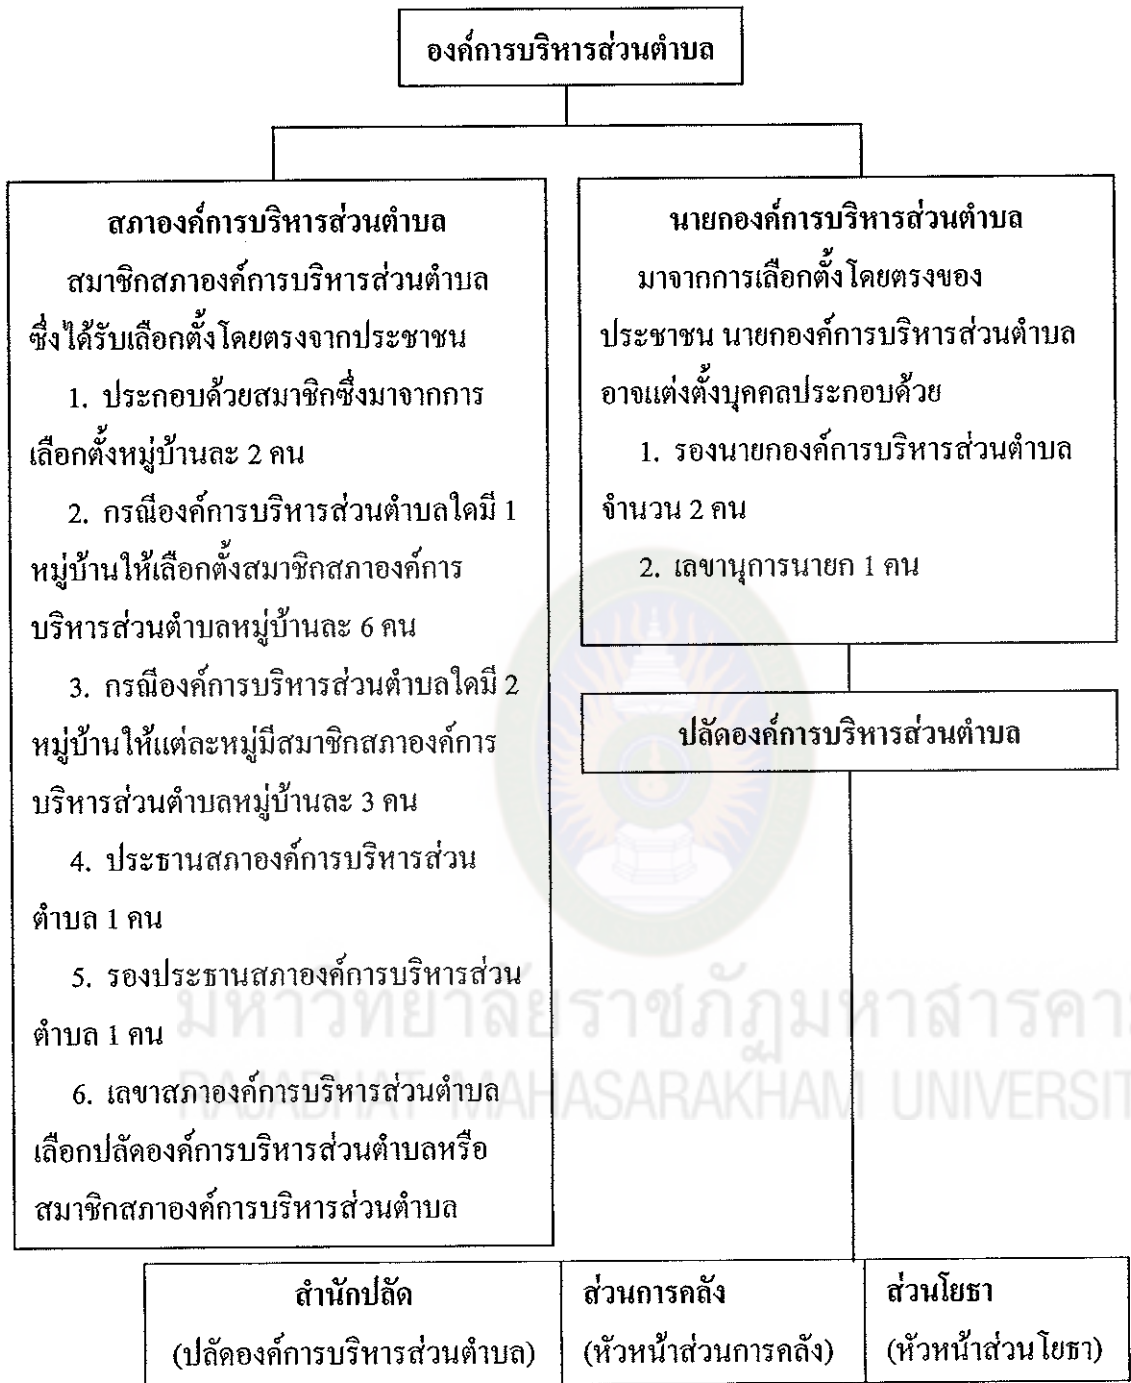 องค์การบริหารส่วนตำบล
สภาองค์การบริหารส่วนตำบล
สมาชิกสภาองค์การบริหารส่วนตำบล
ซึ่งได้รับเลือกตั้งโดยตรงจากประชาชน
1. ประกอบด้วยสมาชิกซึ่งมาจากการ
เลือกตั้งหมู่บ้านละ 2 คน
2. กรณีองค์การบริหารส่วนตำบลใดมี 1
หมู่บ้านให้เลือกตั้งสมาชิกสภาองค์การ
บริหารส่วนตำบลหมู่บ้านละ 6 คน
3. กรณีองค์การบริหารส่วนตำบลใดมี 2
หมู่บ้านให้แต่ละหมู่มีสมาชิกสภาองค์การ
บริหารส่วนตำบลหมู่บ้านละ 3 คน
4. ประธานสภาองค์การบริหารส่วน
ตำบล 1 คน
5. รองประธานสภาองค์การบริหารส่วน
ตำบล 1 คน
6. เลขาสภาองค์การบริหารส่วนตำบล
เลือกปลัดองค์การบริหารส่วนตำบลหรือ
สมาชิกสภาองค์การบริหารส่วนตำบล
นายกองค์การบริหารส่วนตำบล
มาจากการเลือกตั้งโดยตรงของ
ประชาชน นายกองค์การบริหารส่วนตำบล
อาจแต่งตั้งบุคคลประกอบด้วย
1. รองนายกองค์การบริหารส่วนตำบล
จำนวน 2 คน
2. เลขานุการนายก 1 คน
ปลัดองค์การบริหารส่วนตำบล
มหาวิทยาลัยราชภัฏมหาสารคา
RAJABHAT MAHASARAKHAM UNIVERSIT
สำนักปลัด
(ปลัดองค์การบริหารส่วนตำบล)
ส่วนการคลัง
(หัวหน้าส่วนการคลัง)
ส่วนโยธา
(หัวหน้าส่วนโยธา)